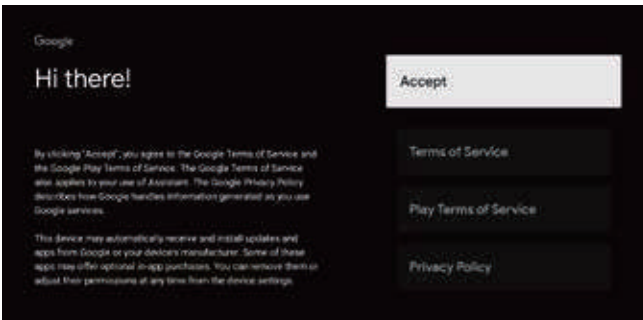 Google
Hi there!
Accept
By clicking "Accept", you agree to the Google Terms of Service and
the Google Play Terms of Service. The Google Terms of Service
also applies to your use of Assistant. The Google Privacy Policy
describes how Google handles information generated as you use
Google services.
This device may automatically receive and install updates and
apps from Google or your device's manufacturer. Some of these
apps may offer optional in-app purchases. You can remove them or
adjust their permissions at any time from the device settings.
Terms of Service
Play Terms of Service
Privacy Policy